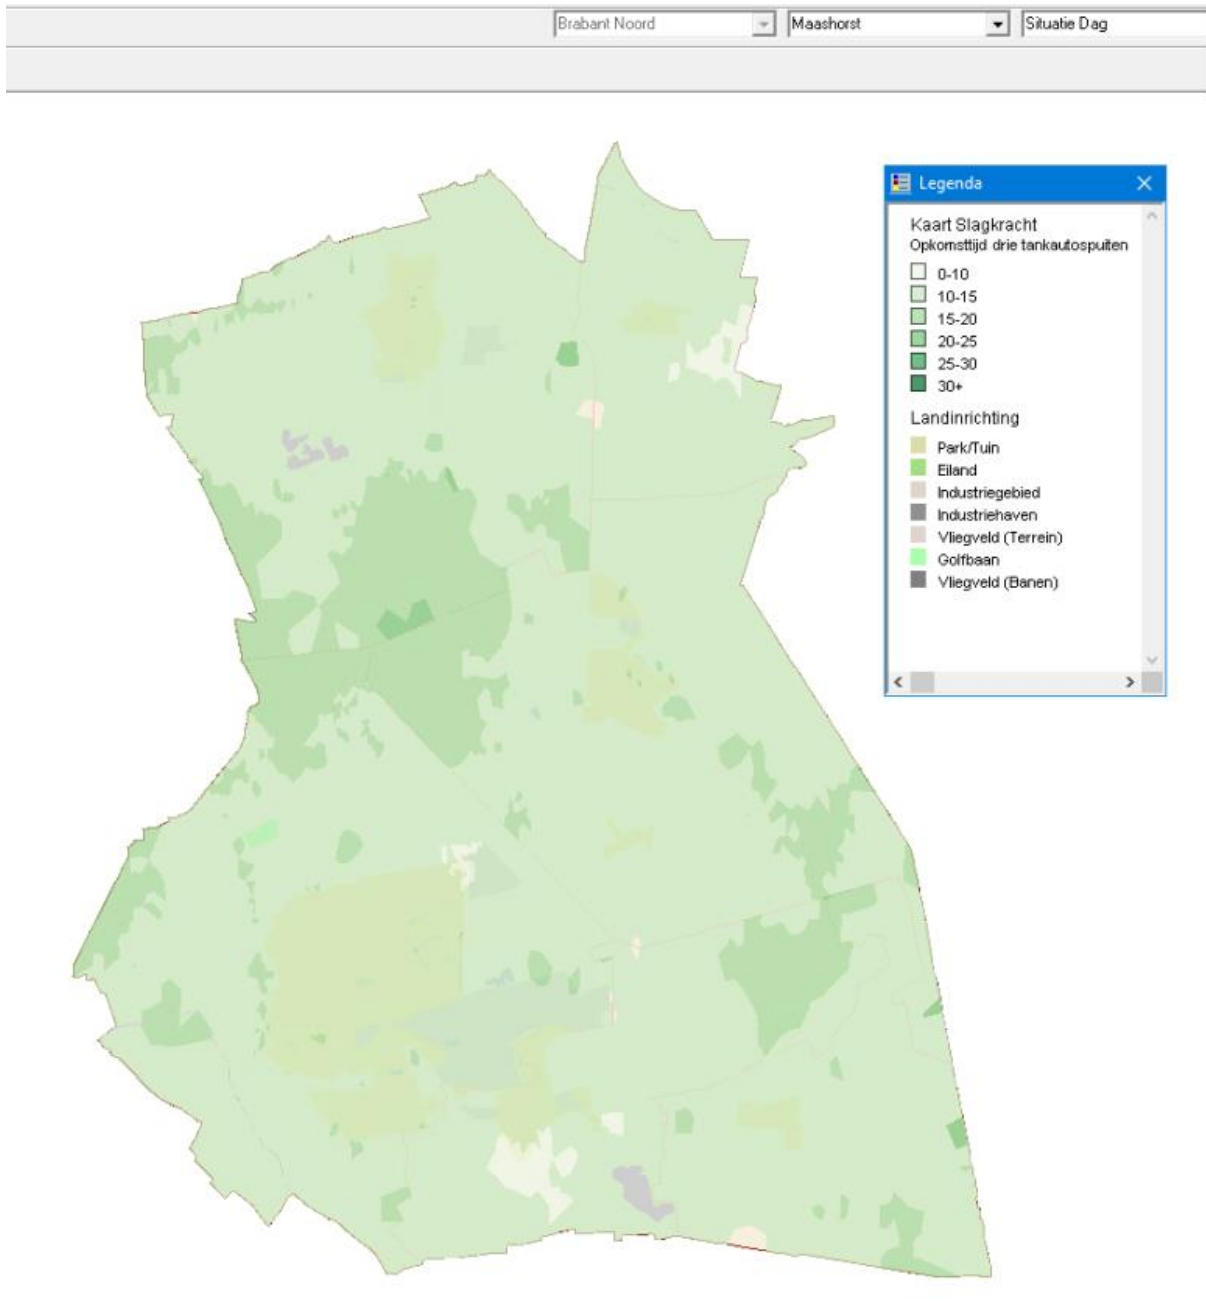 Brabant Noord
Maashorst
Situatie Dag
Legenda
Kaart Slagkracht
Opkomsttijd drie tankautospuiten
0-10
10-15
15-20
20-25
25-30
30+
Landinrichting
Park/Tuin
Eiland
Industriegebied
Industriehaven
Vliegveld (Terrein)
Golfbaan
Vliegveld (Banen)